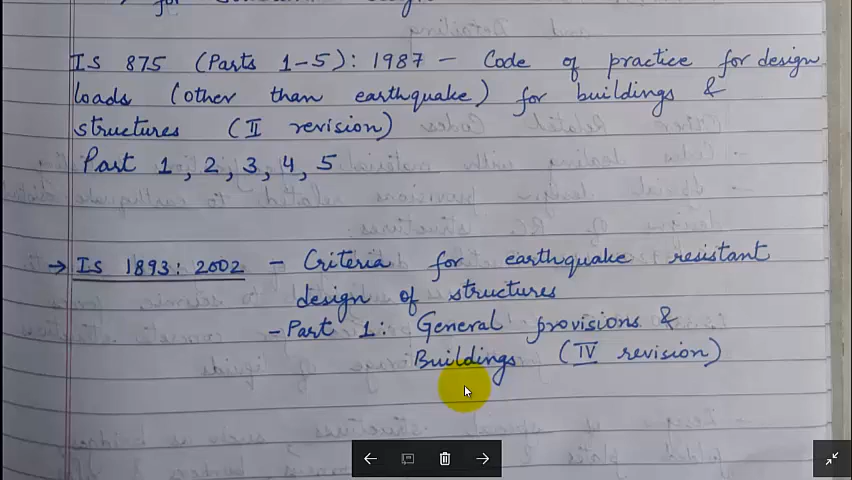 for
IS 875 (Parts 1-5): 1987 - Code of practice for design
loads (other than earthquake) for buildings &
structures (II revision)
Part 1, 2, 3, 4, 5
→ IS 1893: 2002 - Criteria for earthquake resistant
design of structures
- Part 1: General provisions &
Buildings (IV revision)